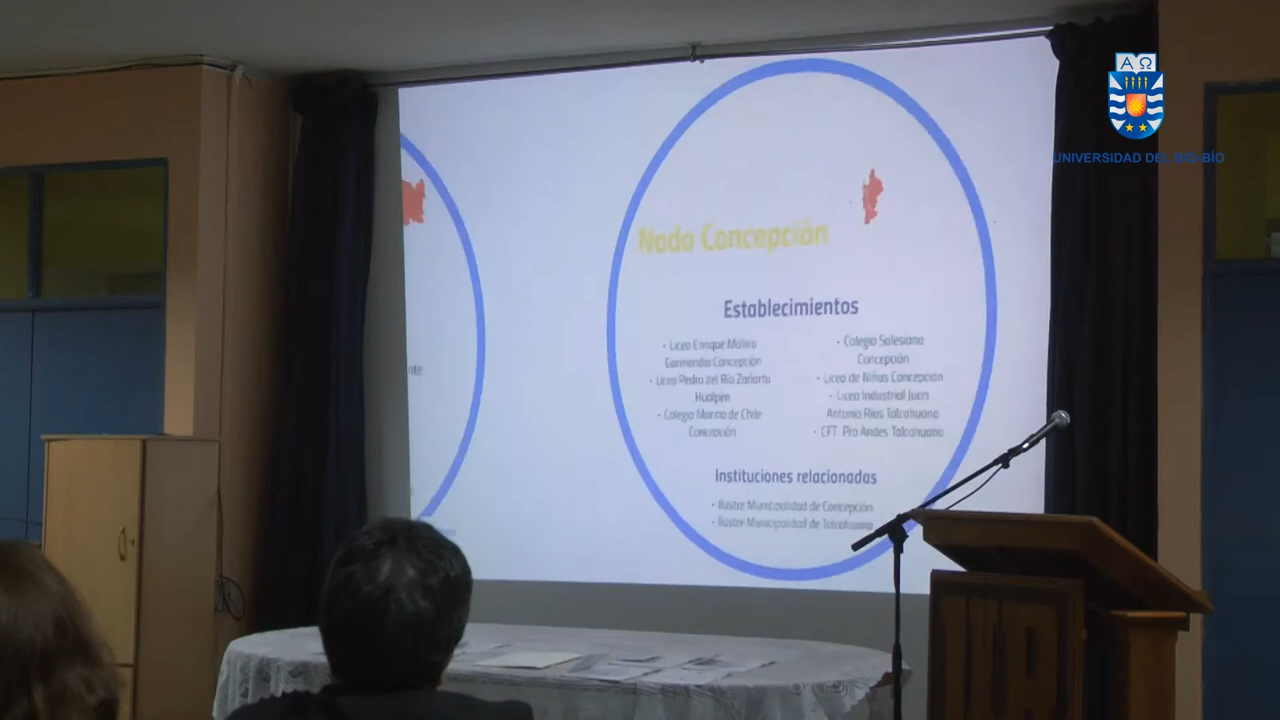 ΑΩ
UNIVERSIDAD DEL BÍO-BÍO
nte.
Nodo Concepción
Establecimientos
• Liceo Enrique Molina
Garmendia Concepción
• Liceo Pedro del Río Zañartu
Hualpén
• Colegio Marina de Chile
Concepción
• Colegio Salesiano
Concepción
• Liceo de Niñas Concepción
• Liceo Industrial Juan
Antonio Ríos Talcahuano
• CFT Pro Andes Talcahuano
Instituciones relacionadas
• Ilustre Municipalidad de Concepción
• Ilustre Municipalidad de Talcahuano